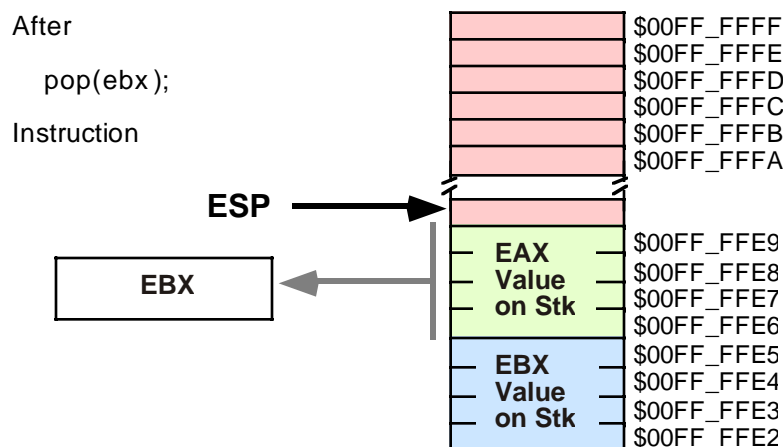 After
pop(ebx);
Instruction
$00FF_FFFF
$00FF_FFFE
$00FF_FFFD
$00FF_FFFC
$00FF_FFFB
$00FF_FFFA
ESP
EBX
EAX
Value
on Stk
$00FF_FFE9
$00FF_FFE8
$00FF_FFE7
$00FF_FFE6
EBX
Value
on Stk
$00FF_FFE5
$00FF_FFE4
$00FF_FFE3
$00FF_FFE2